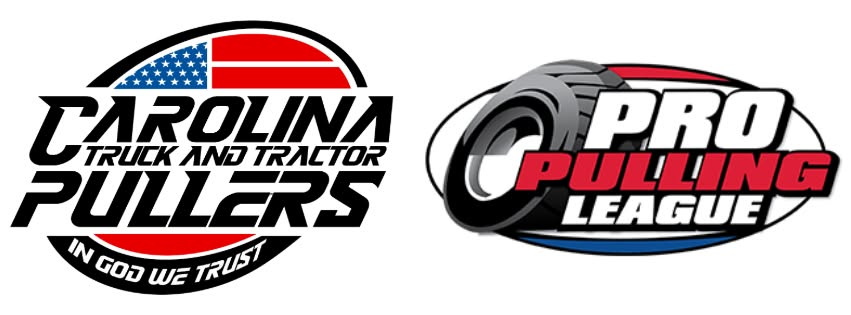 CAROLINA
TRUCK AND TRACTOR
PULLERS
IN GOD WE TRUST
PRO
PULLING
LEAGUE